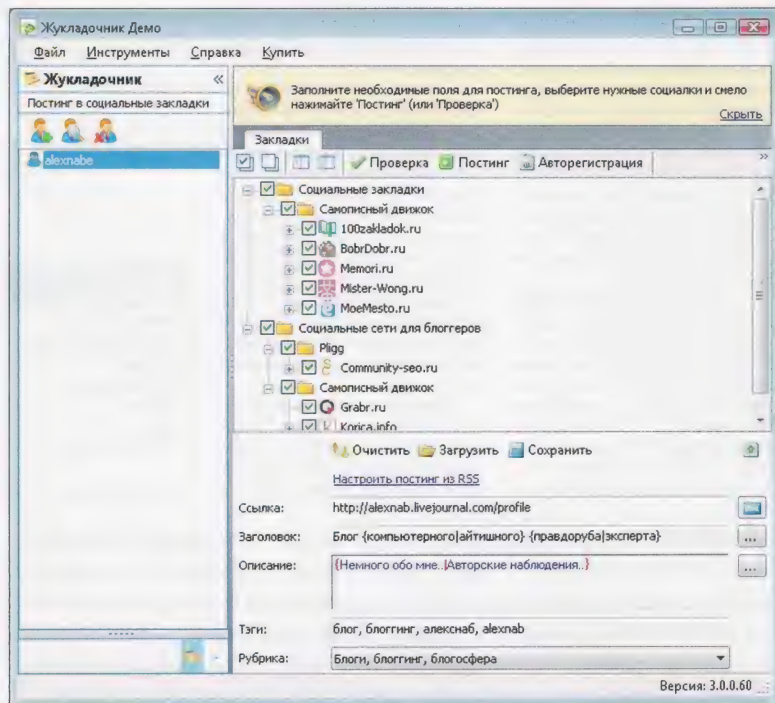 Жукладочник Демо
Файл Инструменты Справка Купить
Жукладочник «
Постинг в социальные закладки
alexnabe
Заполните необходимые поля для постинга, выберите нужные социалки и смело
нажимайте 'Постинг' (или 'Проверка')
Скрыть
Закладки
Проверка Постинг Авторегистрация »
Социальные закладки
Самописный движок
100zakladok.ru
BobrDobr.ru
Memori.ru
Mister-Wong.ru
MoeMesto.ru
Социальные сети для блоггеров
Pligg
Community-seo.ru
Самописный движок
Grabr.ru
Korica.info
Очистить Загрузить Сохранить
Настроить постинг из RSS
Ссылка: http://alexnab.livejournal.com/profile
Заголовок: Блог {компьютерного|айтишного} {правдоруба|эксперта} ...
Описание: {Немного обо мне..|Авторские наблюдения..} ...
Тэги: блог, блоггинг, алекснаб, alexnab
Рубрика: Блоги, блоггинг, блогосфера
Версия: 3.0.0.60